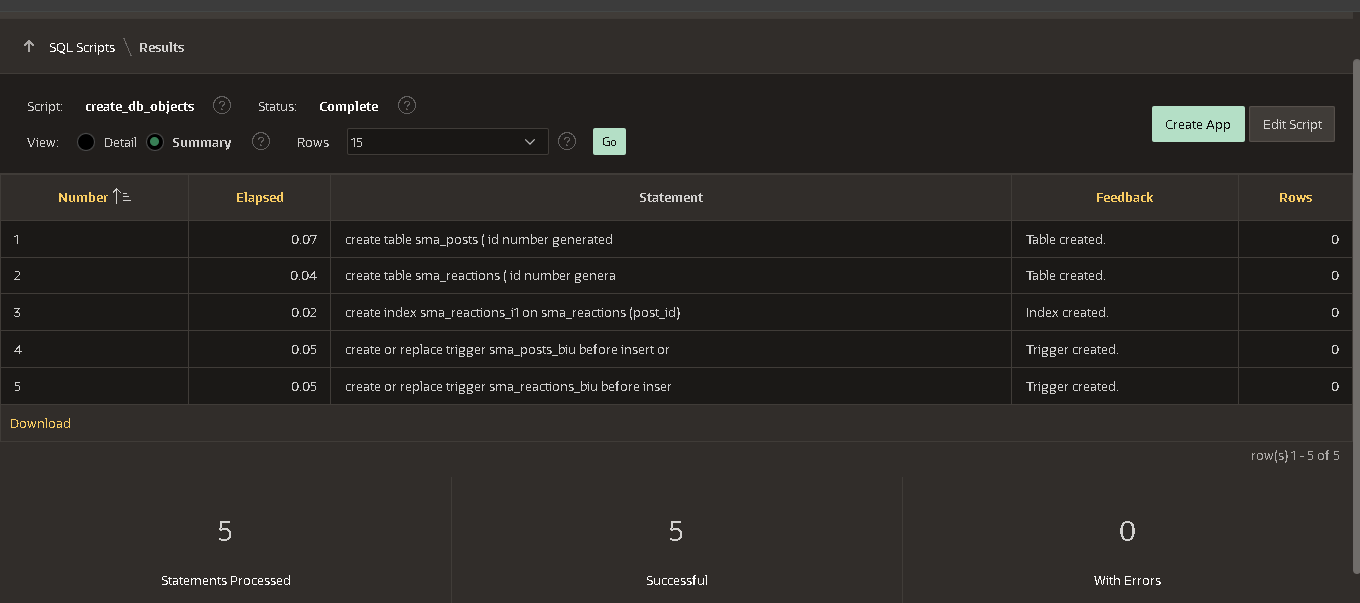 SQL Scripts \ Results
Script: create_db_objects ? Status: Complete ?
Create App Edit Script
View: Detail Summary ? Rows 15 ? Go
Number Elapsed Statement Feedback Rows
1 0.07 create table sma_posts ( id number generated Table created. 0
2 0.04 create table sma_reactions ( id number genera Table created. 0
3 0.02 create index sma_reactions_i1 on sma_reactions (post_id) Index created. 0
4 0.05 create or replace trigger sma_posts_biu before insert or Trigger created. 0
5 0.05 create or replace trigger sma_reactions_biu before inser Trigger created. 0
Download
row(s) 1 - 5 of 5
5 5 0
Statements Processed Successful With Errors